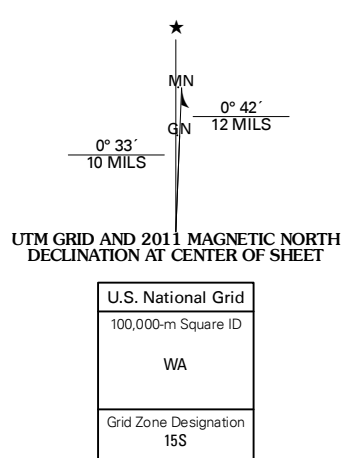 ★
MN
0° 42´
12 MILS
GN
0° 33´
10 MILS
UTM GRID AND 2011 MAGNETIC NORTH
DECLINATION AT CENTER OF SHEET
U.S. National Grid
100,000-m Square ID
WA
Grid Zone Designation
15S